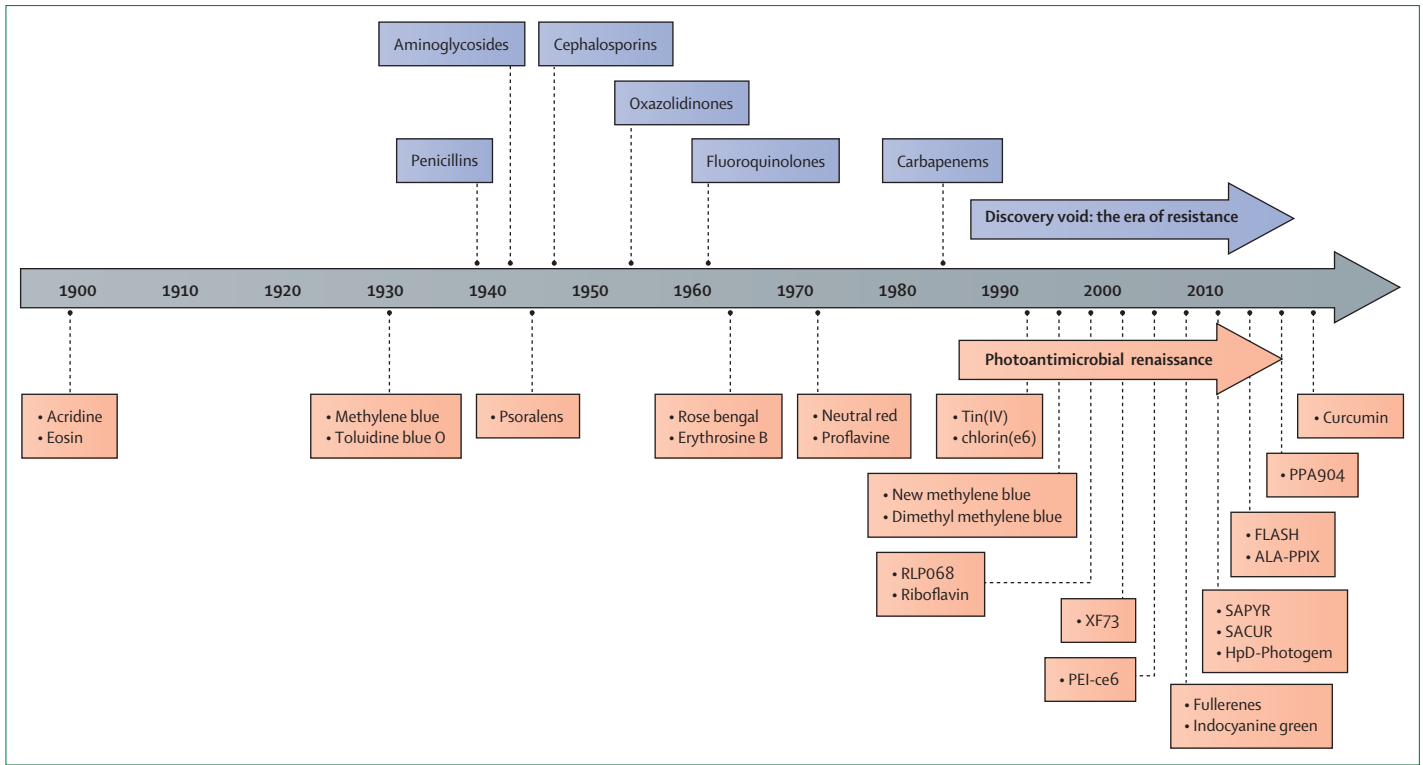 Aminoglycosides
Cephalosporins
Oxazolidinones
Penicillins
Fluoroquinolones
Carbapenems
Discovery void: the era of resistance
1900 1910 1920 1930 1940 1950 1960 1970 1980 1990 2000 2010
Photoantimicrobial renaissance
• Acridine
• Eosin
• Methylene blue
• Toluidine blue O
• Psoralens
• Rose bengal
• Erythrosine B
• Neutral red
• Proflavine
• Tin(IV)
• chlorin(e6)
• Curcumin
• PPA904
• New methylene blue
• Dimethyl methylene blue
• FLASH
• ALA-PPIX
• RLP068
• Riboflavin
• XF73
• SAPYR
• SACUR
• HpD-Photogem
• PEI-ce6
• Fullerenes
• Indocyanine green